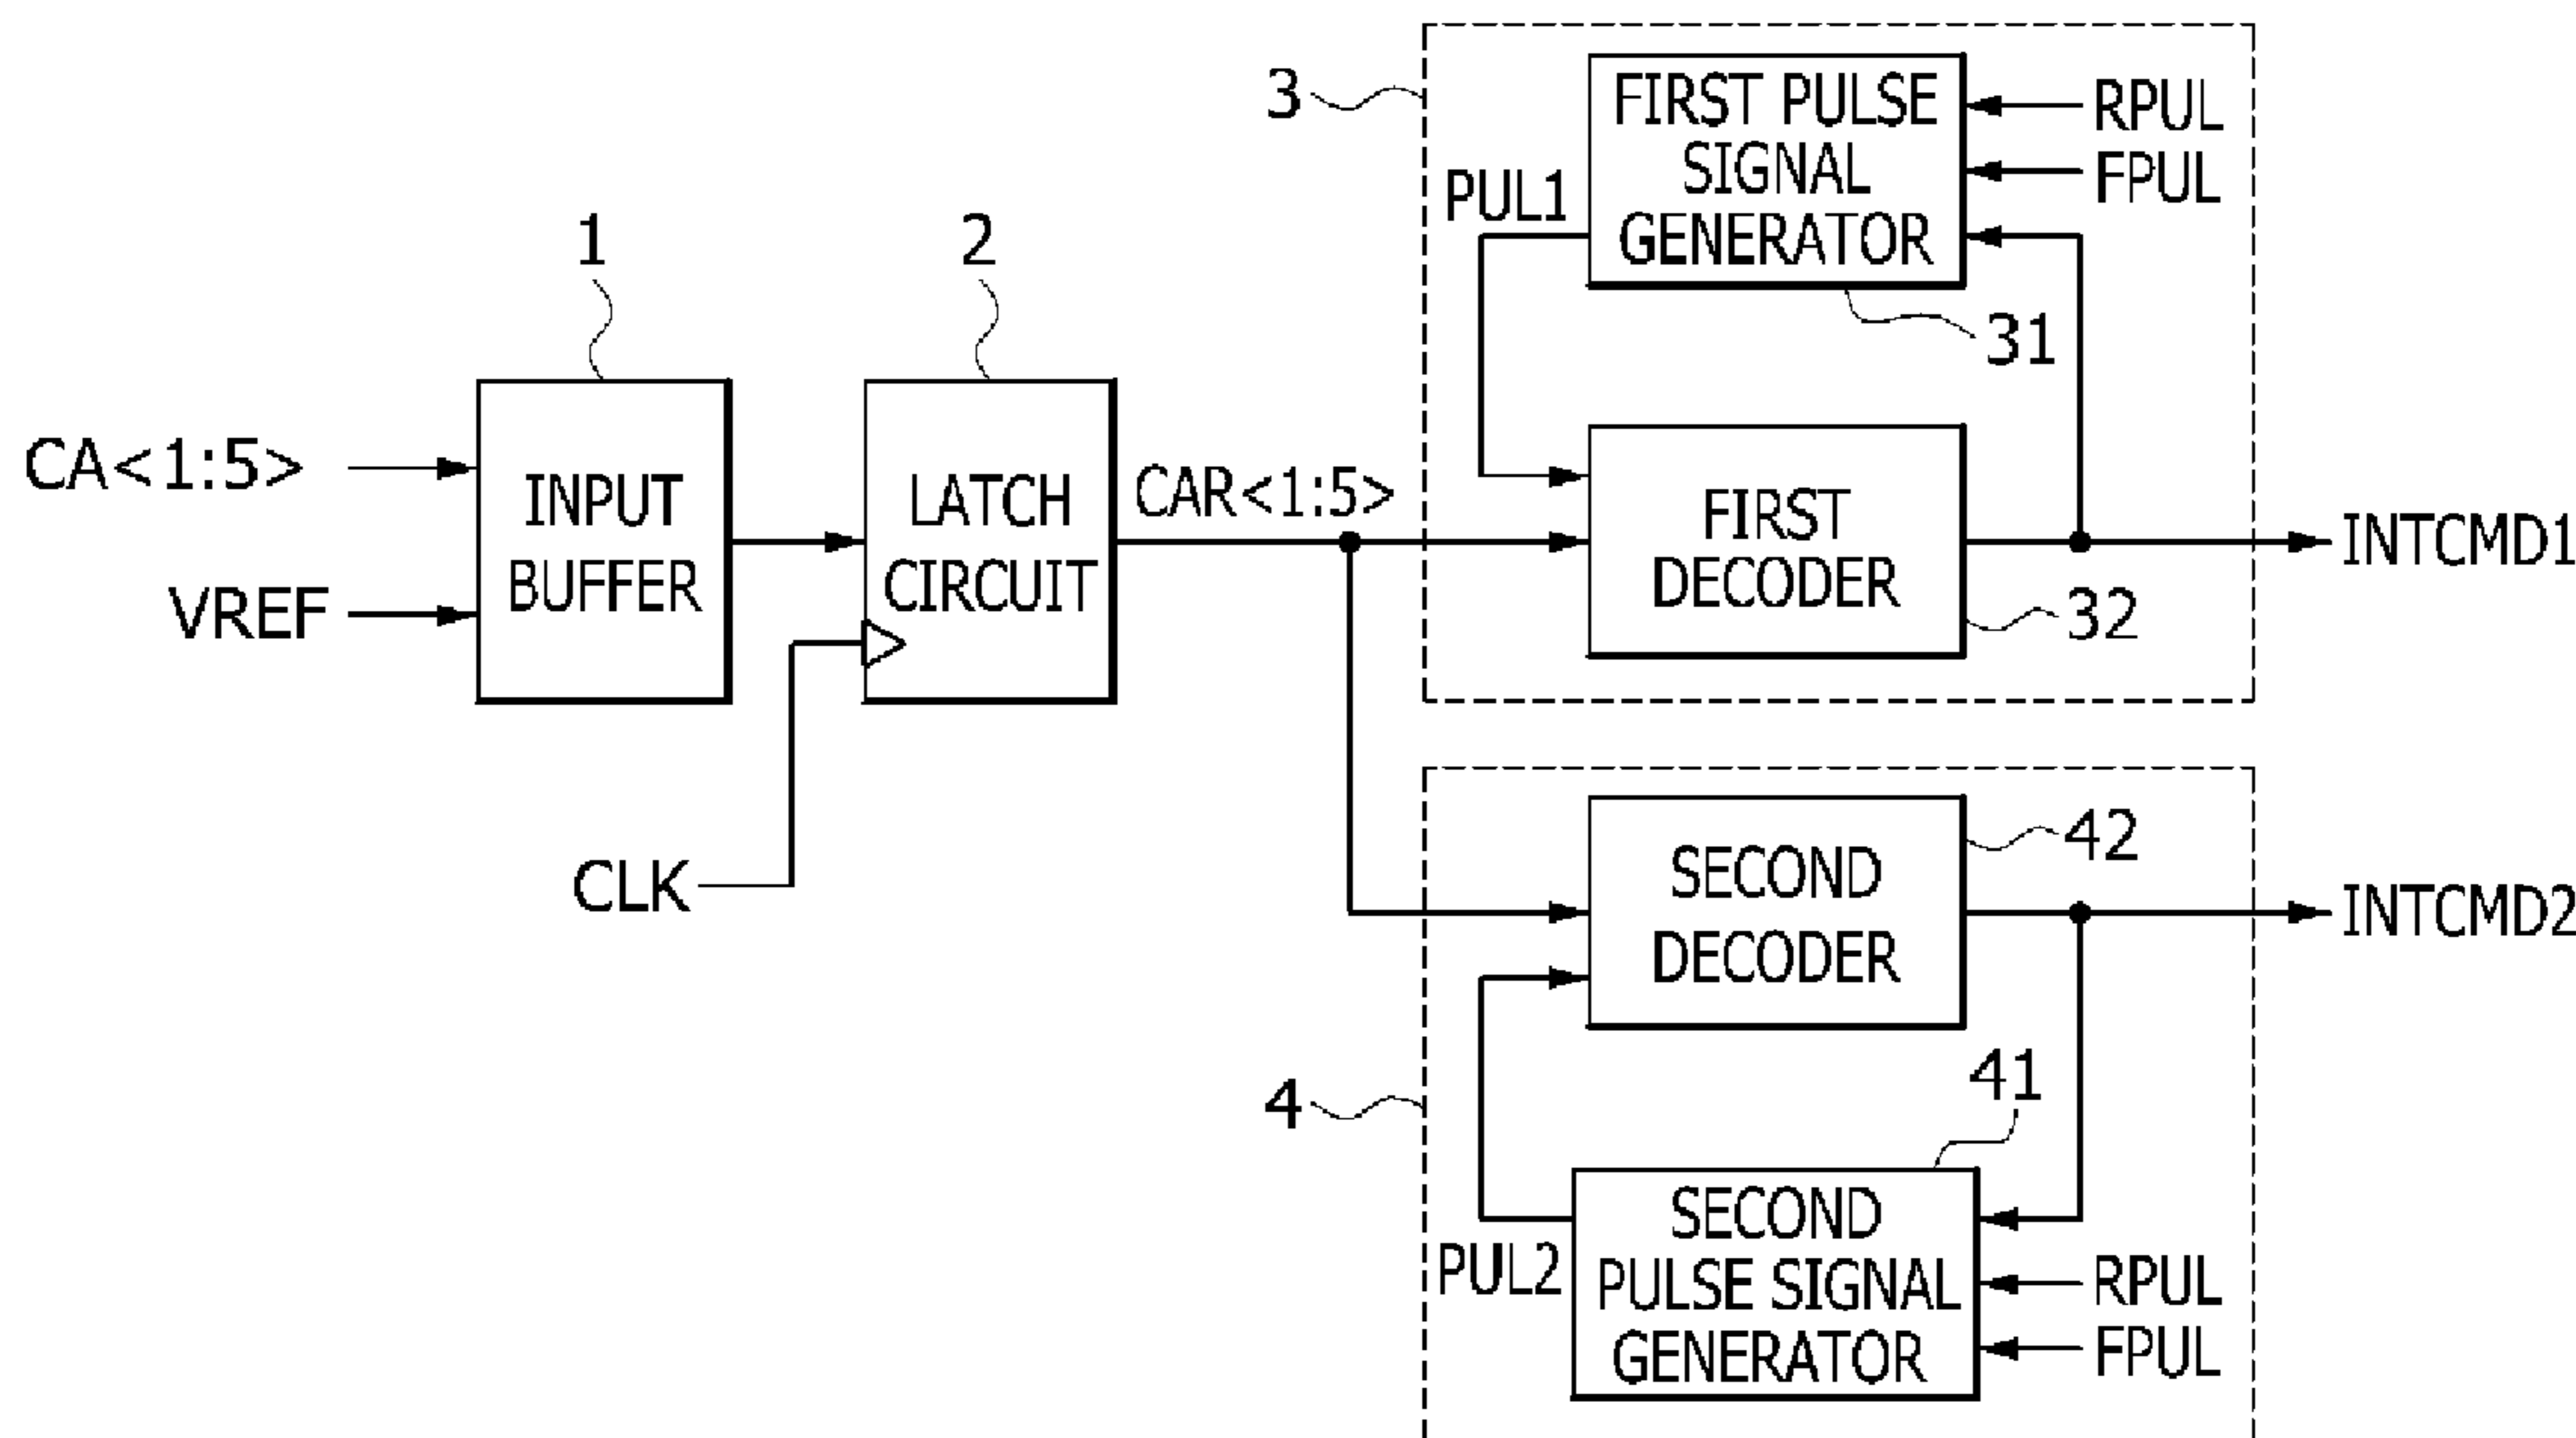 3
FIRST PULSE
SIGNAL
GENERATOR
RPUL
FPUL
PUL1
31
1
2
CA<1:5>
VREF
INPUT
BUFFER
LATCH
CIRCUIT
CAR<1:5>
CLK
FIRST
DECODER
32
INTCMD1
4
SECOND
DECODER
42
INTCMD2
41
PUL2
SECOND
PULSE SIGNAL
GENERATOR
RPUL
FPUL